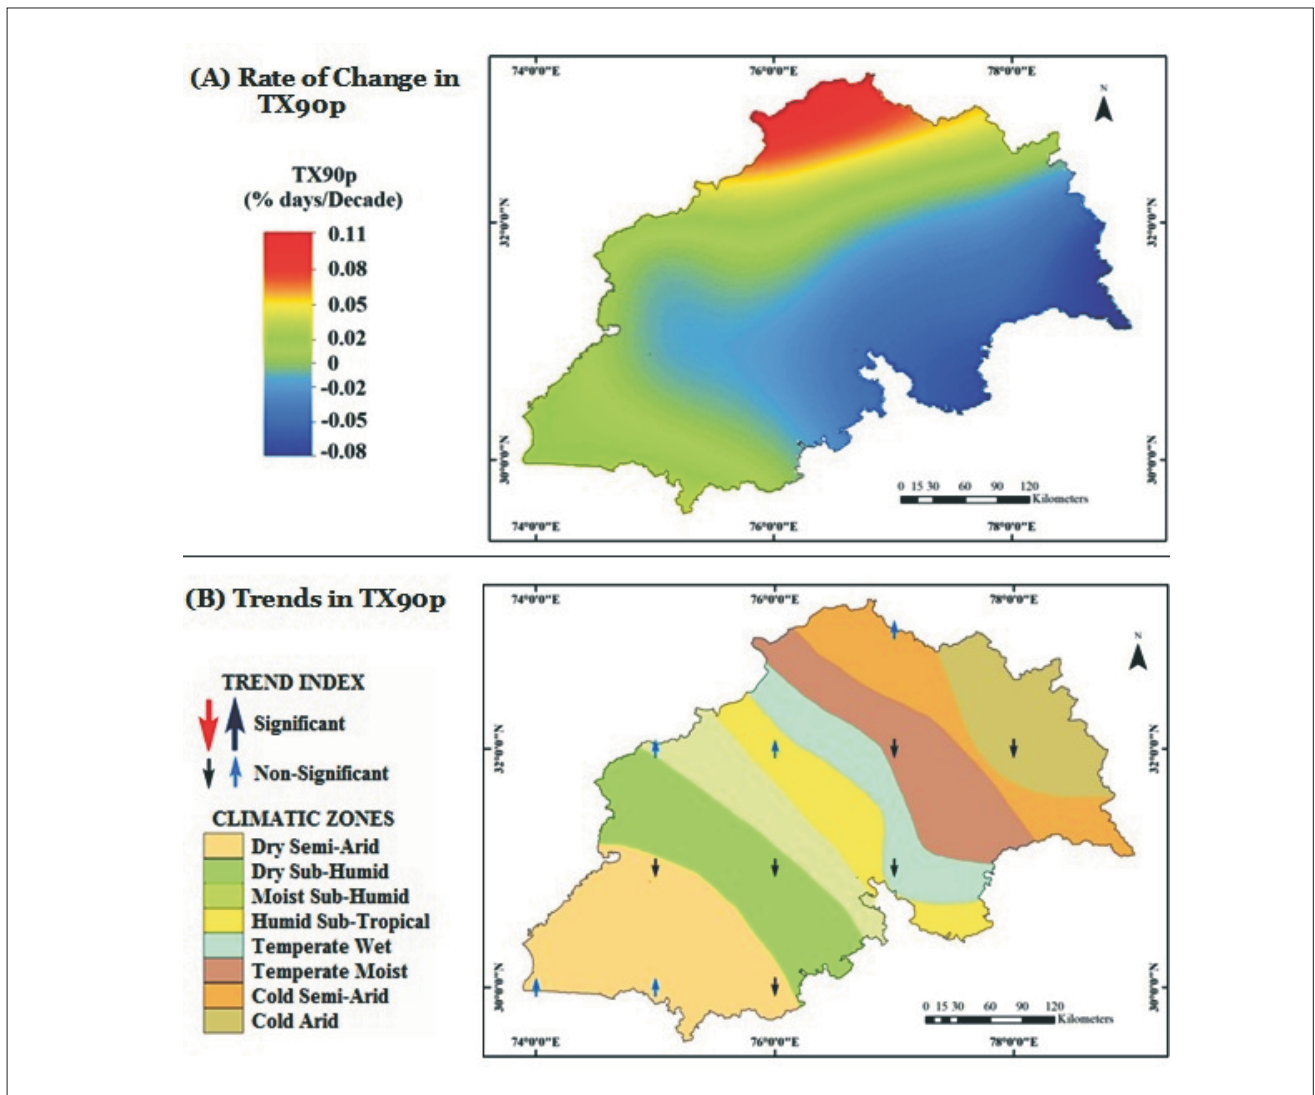 (A) Rate of Change in
TX90p
TX90p
(% days/Decade)
0.11
0.08
0.05
0.02
0
-0.02
-0.05
-0.08
74°0'0"E 76°0'0"E 78°0'0"E
N
32°0'0"N 32°0'0"N
30°0'0"N 30°0'0"N
0 15 30 60 90 120
Kilometers
74°0'0"E 76°0'0"E 78°0'0"E
(B) Trends in TX90p
TREND INDEX
Significant
Non-Significant
CLIMATIC ZONES
Dry Semi-Arid
Dry Sub-Humid
Moist Sub-Humid
Humid Sub-Tropical
Temperate Wet
Temperate Moist
Cold Semi-Arid
Cold Arid
74°0'0"E 76°0'0"E 78°0'0"E
N
32°0'0"N 32°0'0"N
30°0'0"N 30°0'0"N
0 15 30 60 90 120
Kilometers
74°0'0"E 76°0'0"E 78°0'0"E